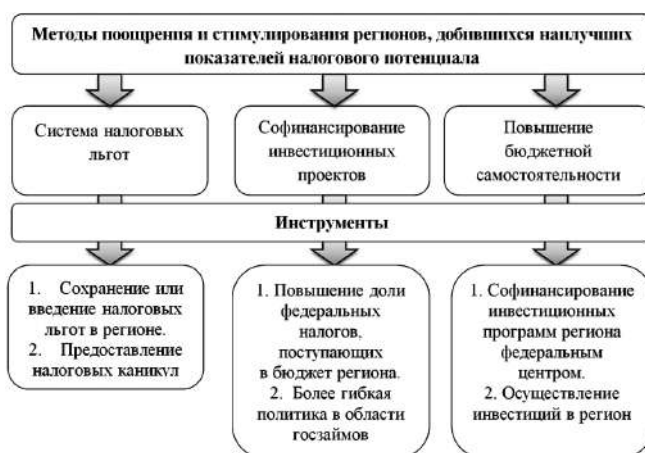 Методы поощрения и стимулирования регионов, добившихся наилучших
показателей налогового потенциала
Система налоговых
льгот
Софинансирование
инвестиционных
проектов
Повышение
бюджетной
самостоятельности
Инструменты
1. Сохранение или
введение налоговых
льгот в регионе.
2. Предоставление
налоговых каникул
1. Повышение доли
федеральных
налогов,
поступающих
в бюджет региона.
2. Более гибкая
политика в области
госзаймов
1. Софинансирование
инвестиционных
программ региона
федеральным
центром.
2. Осуществление
инвестиций в регион